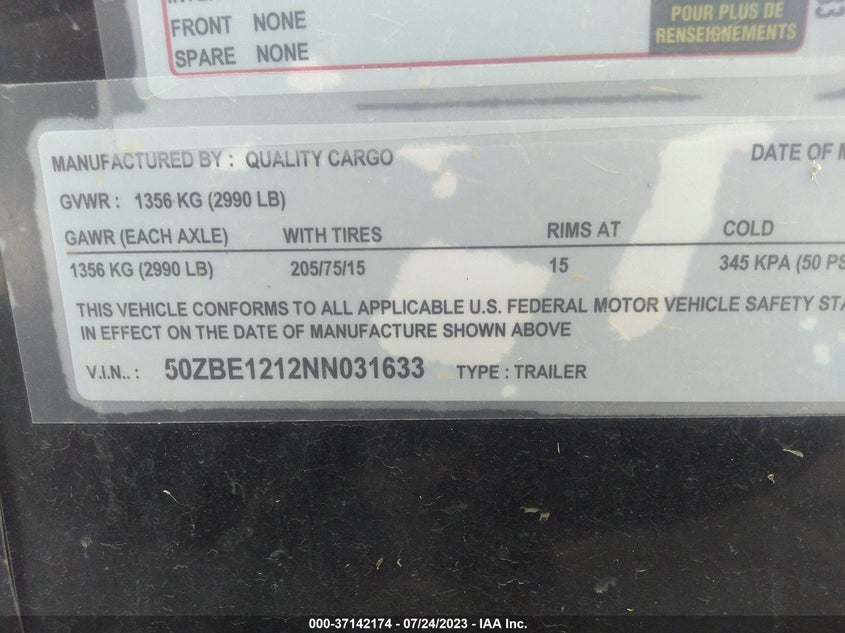 FRONT NONE
SPARE NONE
POUR PLUS DE
RENSEIGNEMENTS
MANUFACTURED BY : QUALITY CARGO
DATE OF
GVWR : 1356 KG (2990 LB)
GAWR (EACH AXLE) WITH TIRES RIMS AT COLD
1356 KG (2990 LB) 205/75/15 15 345 KPA (50
THIS VEHICLE CONFORMS TO ALL APPLICABLE U.S. FEDERAL MOTOR VEHICLE SAFETY
IN EFFECT ON THE DATE OF MANUFACTURE SHOWN ABOVE
V.I.N.. : 50ZBE1212NN031633 TYPE : TRAILER
000-37142174 - 07/24/2023 - IAA Inc.